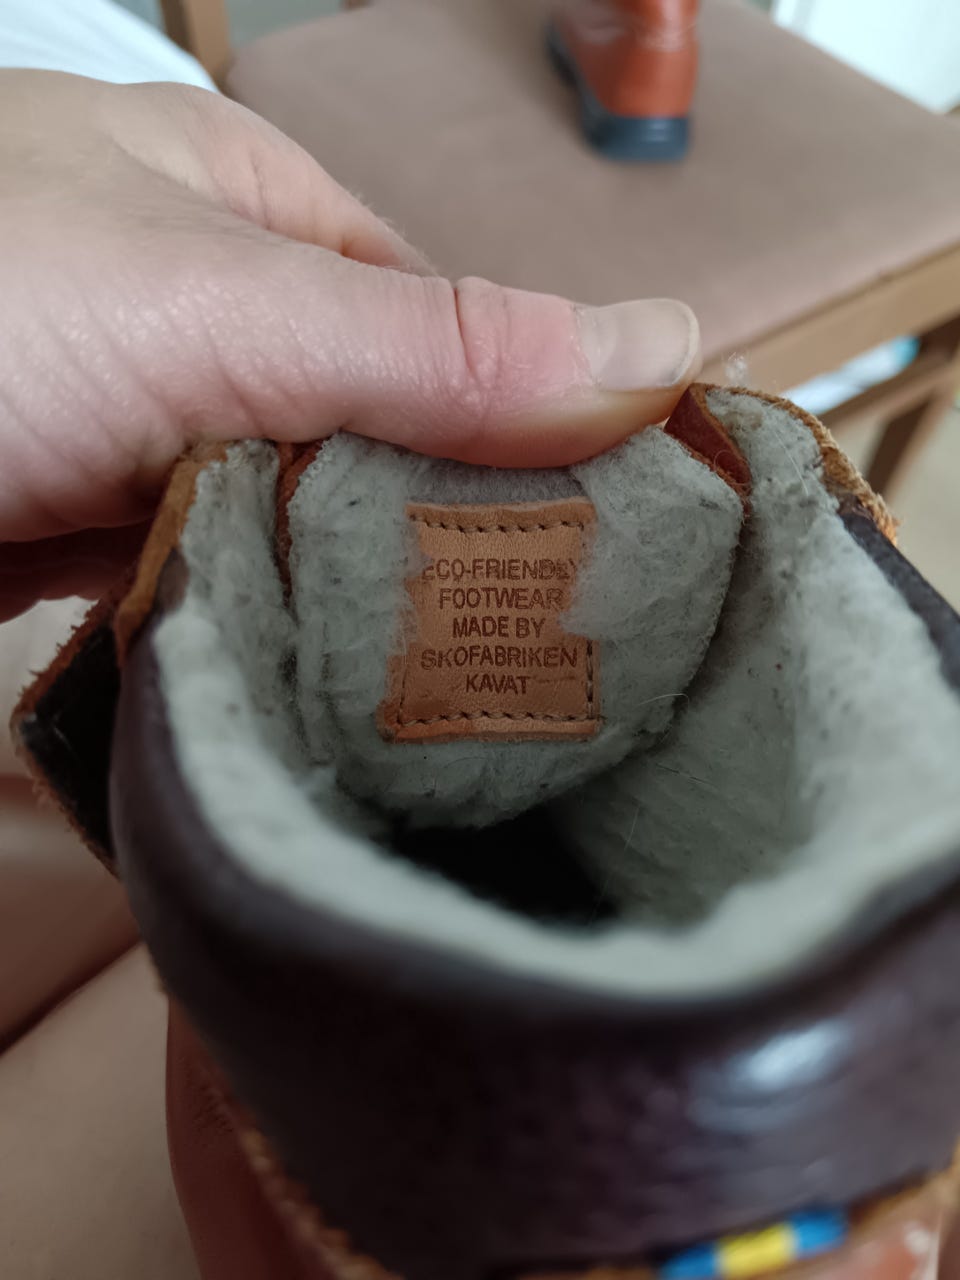 ECO-FRIENDLY
FOOTWEAR
MADE BY
SKOFABRIKEN
KAVAT